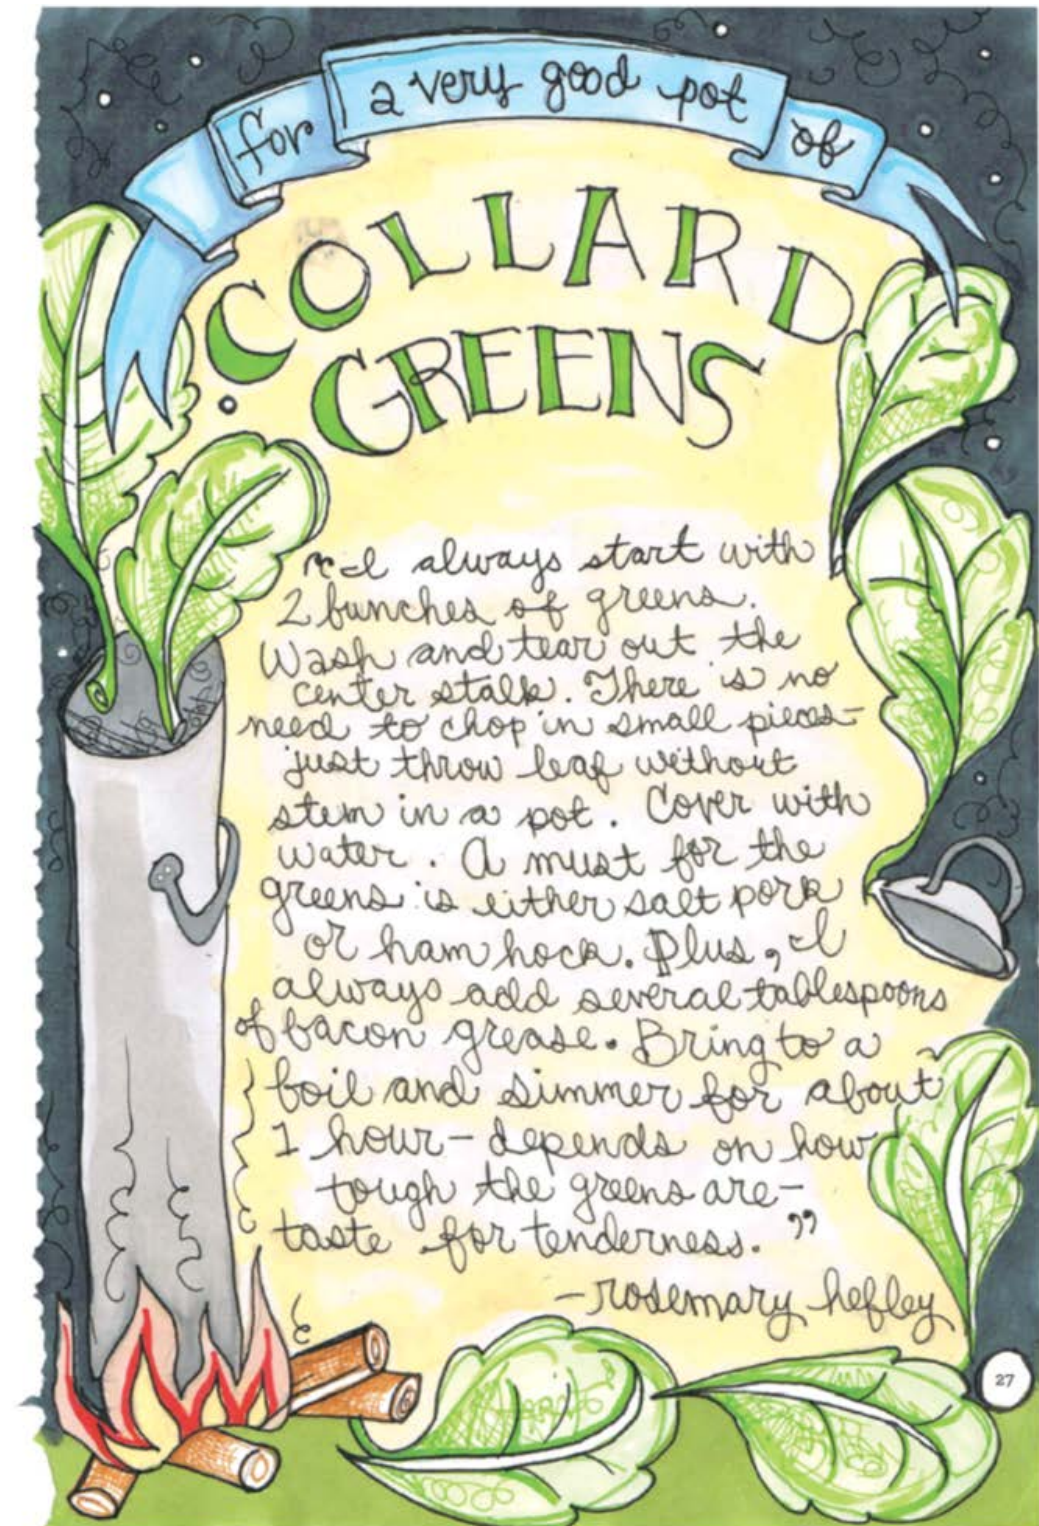 for a very good pot of
COLLARD
GREENS
"I always start with
2 bunches of greens.
Wash and tear out the
center stalk. There is no
need to chop in small pieces-
just throw leaf without
stem in a pot. Cover with
water. A must for the
greens is either salt pork
or ham hock. Plus, I
always add several tablespoons
of bacon grease. Bring to a
boil and simmer for about
1 hour - depends on how
tough the greens are -
taste for tenderness."
- rosemary hefley
27